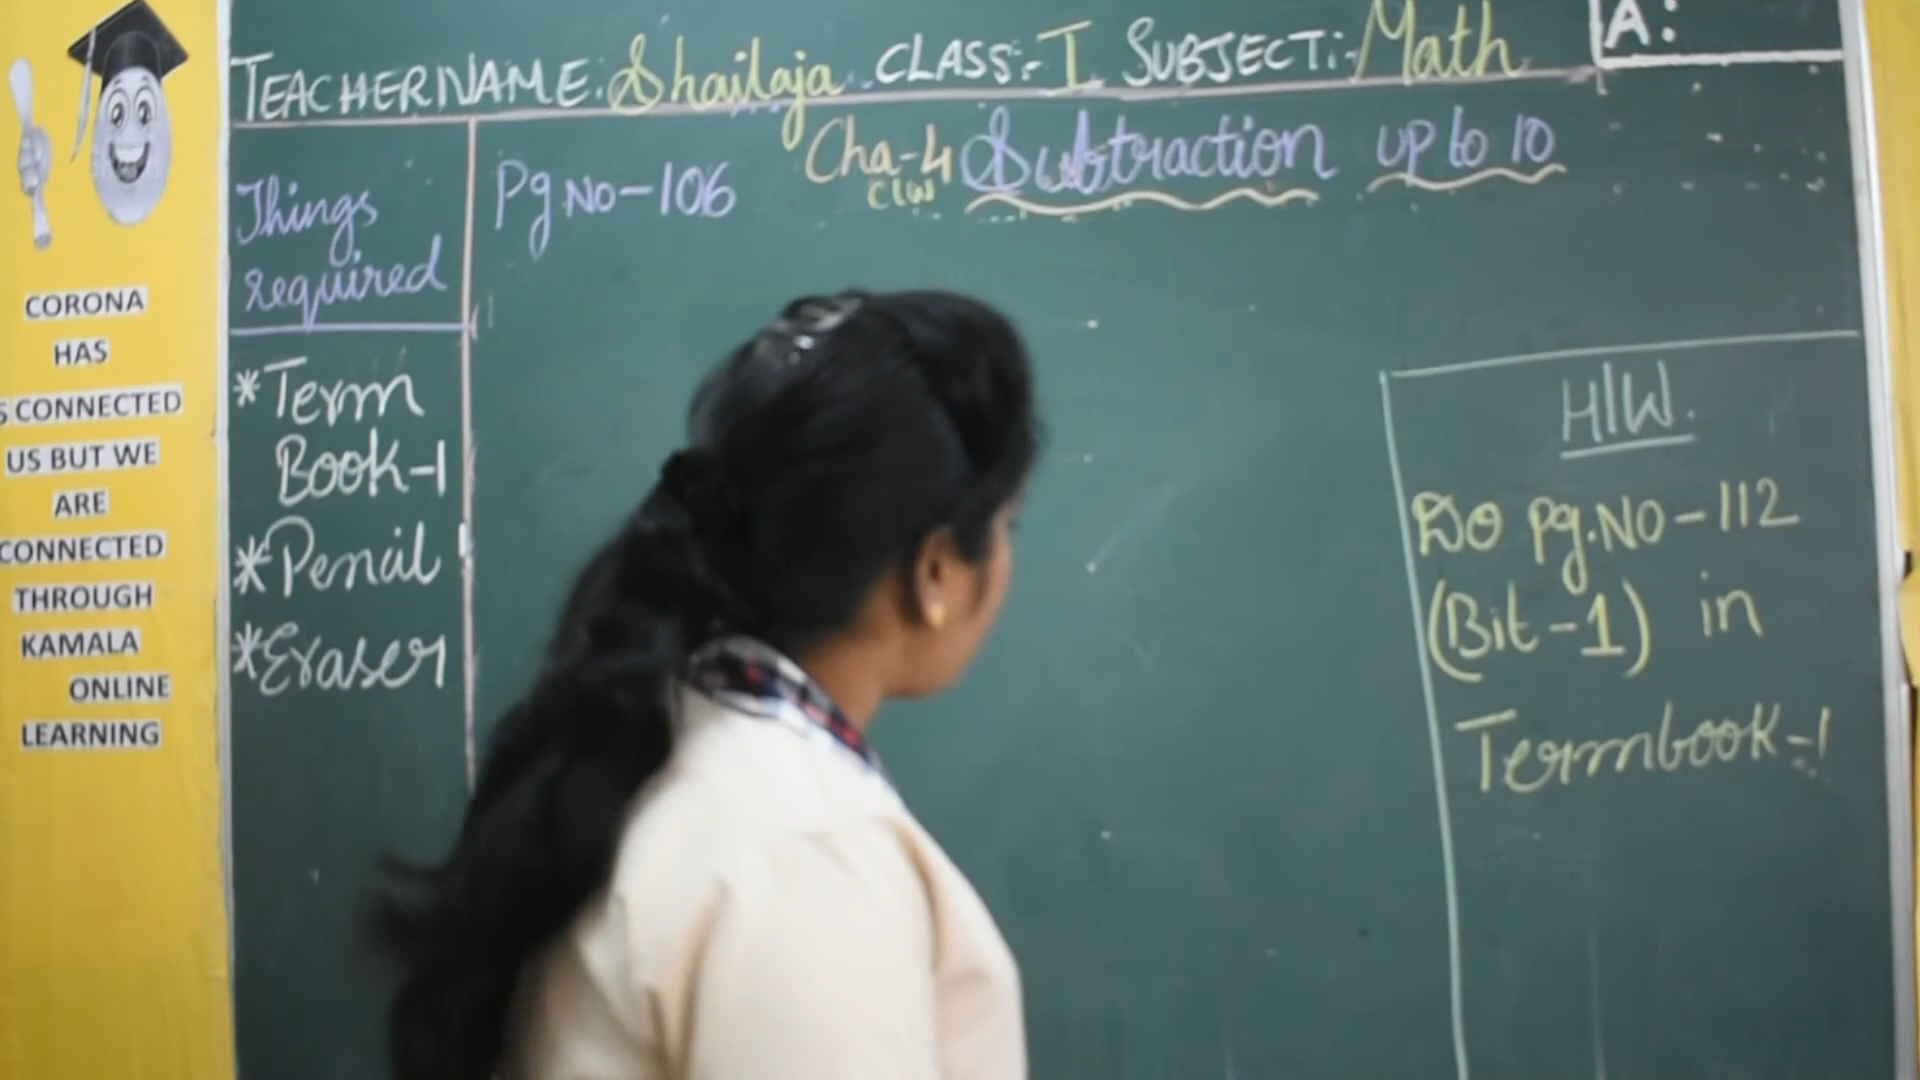 CORONA
HAS
CONNECTED
US BUT WE
ARE
CONNECTED
THROUGH
KAMALA
ONLINE
LEARNING
TEACHER NAME: Shailaja CLASS:- I SUBJECT:- Math
A:
Things
required
*Term
Book-1
*Pencil
*Eraser
Pg No-106
Cha-4 Subtraction up to 10
C/W
H/W.
Do pg.No-112
(Bit-1) in
Termbook-1